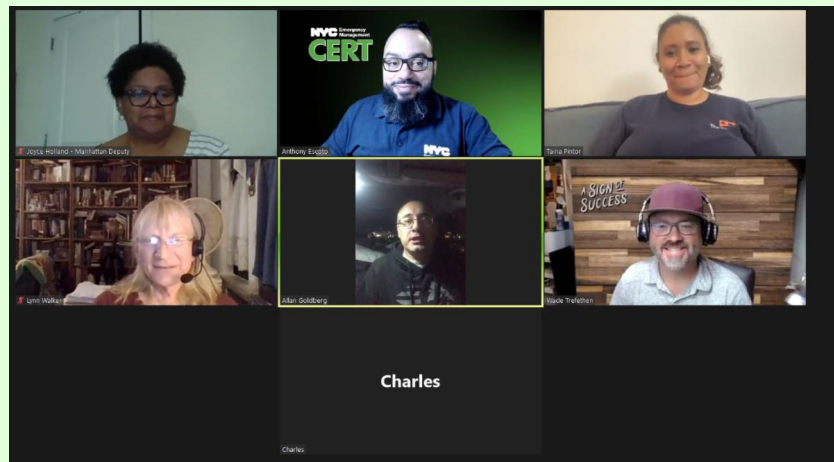 NYC Emergency Management
CERT
NYC
Joyce Holland - Manhattan Deputy
Anthony Escoto
Taina Pintor
A SIGN OF
SUCCESS
Lynn Walker
Allan Goldberg
Wade Trefethen
Charles
Charles